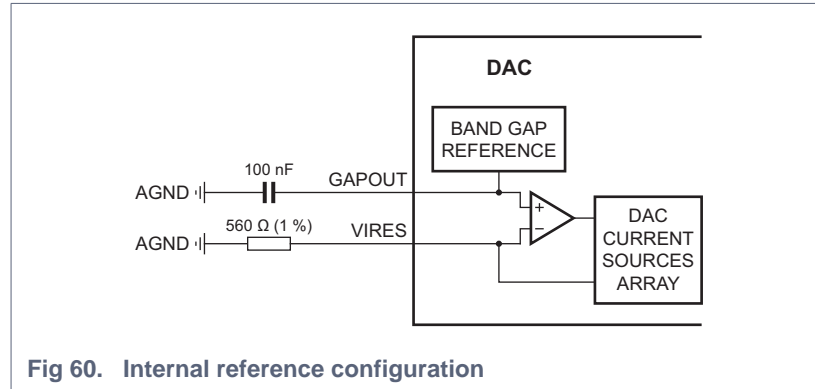 DAC
BAND GAP
REFERENCE
100 nF
GAPOUT
AGND
560 Ω (1 %)
VIRES
AGND
+
−
DAC
CURRENT
SOURCES
ARRAY
Fig 60. Internal reference configuration